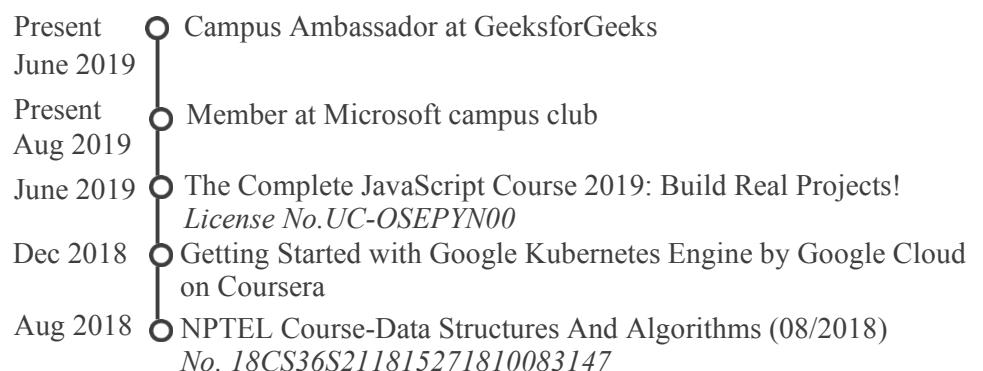 Present Campus Ambassador at GeeksforGeeks
June 2019
Present Member at Microsoft campus club
Aug 2019
June 2019 The Complete JavaScript Course 2019: Build Real Projects!
License No.UC-OSEPYN00
Dec 2018 Getting Started with Google Kubernetes Engine by Google Cloud
on Coursera
Aug 2018 NPTEL Course-Data Structures And Algorithms (08/2018)
No. 18CS36S211815271810083147